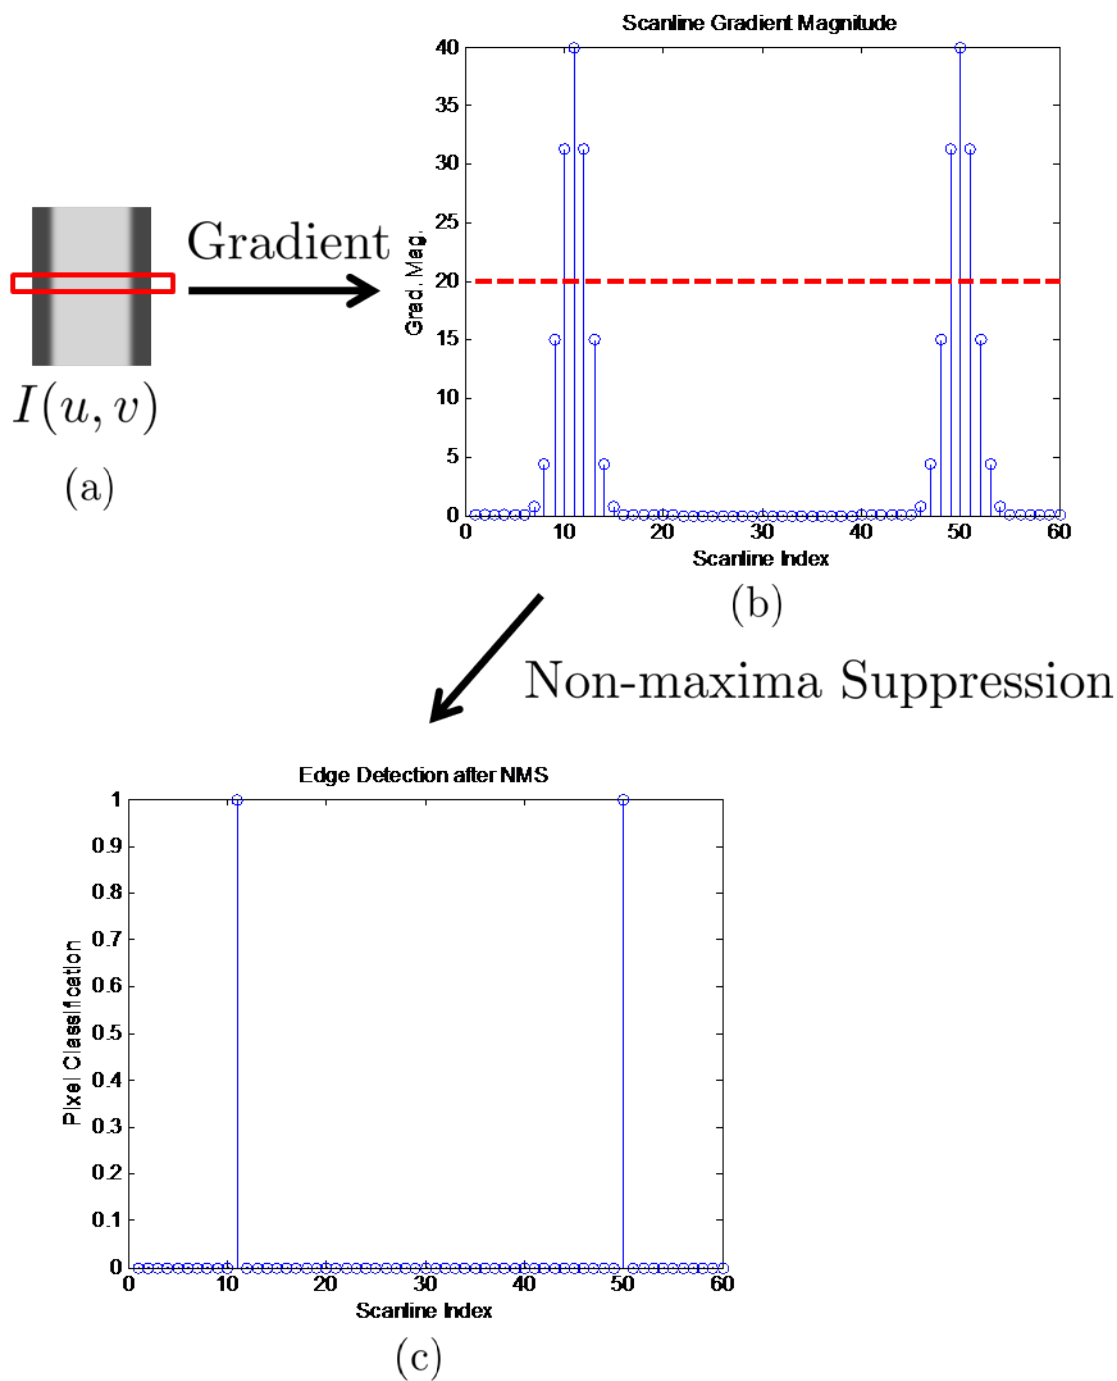 Scanline Gradient Magnitude
40
35
30
25
20
15
10
5
0
Grad. Mag.
0 10 20 30 40 50 60
Scanline Index
(b)
Gradient
I(u, v)
(a)
Non-maxima Suppression
Edge Detection after NMS
1
0.9
0.8
0.7
0.6
0.5
0.4
0.3
0.2
0.1
0
Pixel Classification
0 10 20 30 40 50 60
Scanline Index
(c)